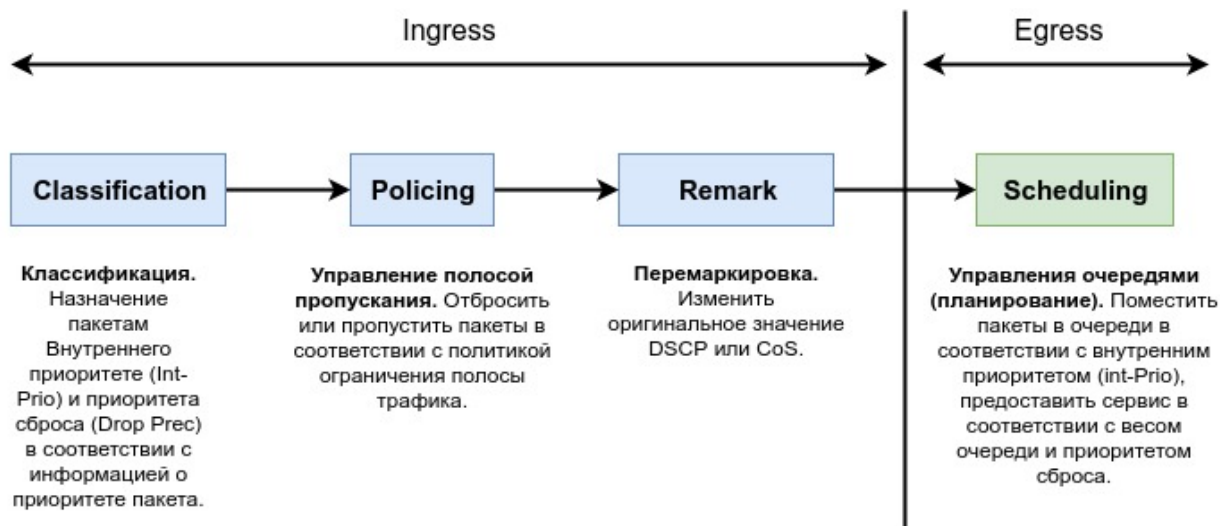 Ingress
Egress
Classification
Policing
Remark
Scheduling
Классификация.
Назначение
пакетам
Внутреннего
приоритете (Int-
Prio) и приоритета
сброса (Drop Prec)
в соответствии с
информацией о
приоритете пакета.
Управление полосой
пропускания. Отбросить
или пропустить пакеты в
соответствии с политикой
ограничения полосы
трафика.
Перемаркировка.
Изменить
оригинальное значение
DSCP или CoS.
Управления очередями
(планирование). Поместить
пакеты в очереди в
соответствии с внутренним
приоритетом (int-Prio),
предоставить сервис в
соответствии с весом
очереди и приоритетом
сброса.